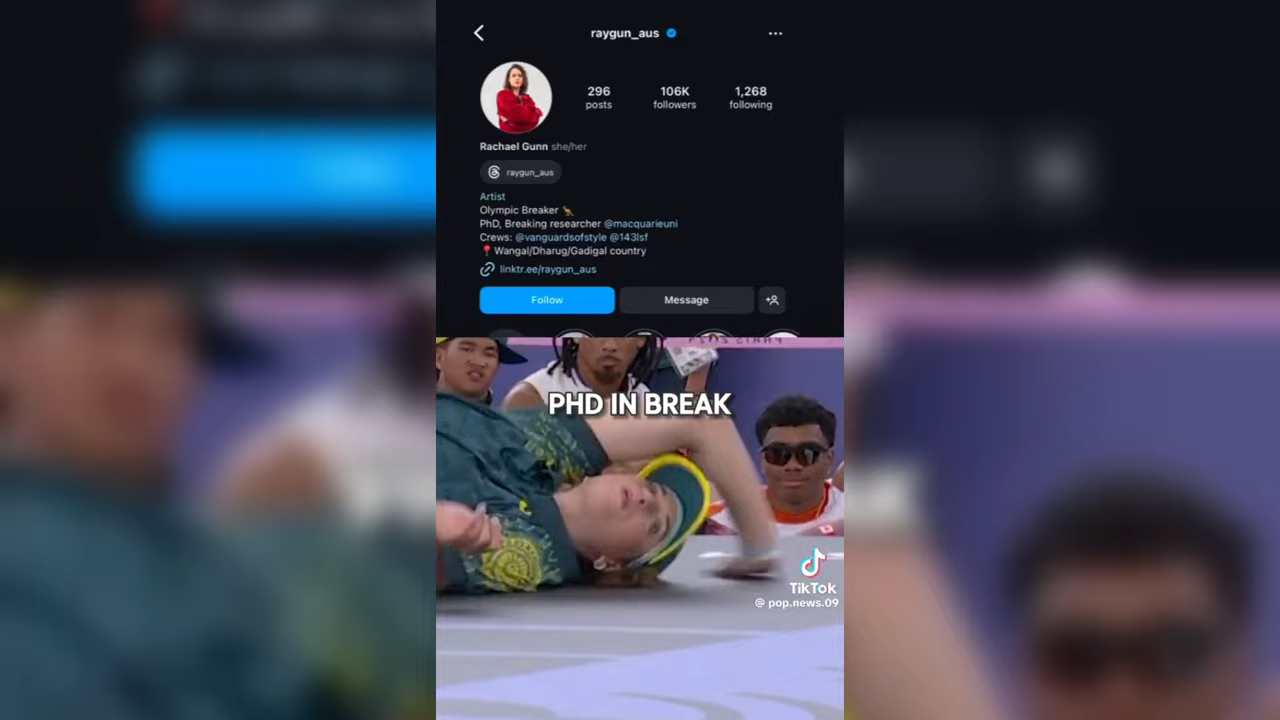 raygun_aus
296
106K
1,268
posts
followers
following
Rachael Gunn she/her
raygun_aus
Artist
Olympic Breaker
PhD, Breaking researcher @macquarieuni
Crews: @vanguardsofstyle @143lsf
Wangal/Dharug/Gadigal country
linktr.ee/raygun_aus
Follow
Message
PHD IN BREAK
TikTok
@ pop.news.09